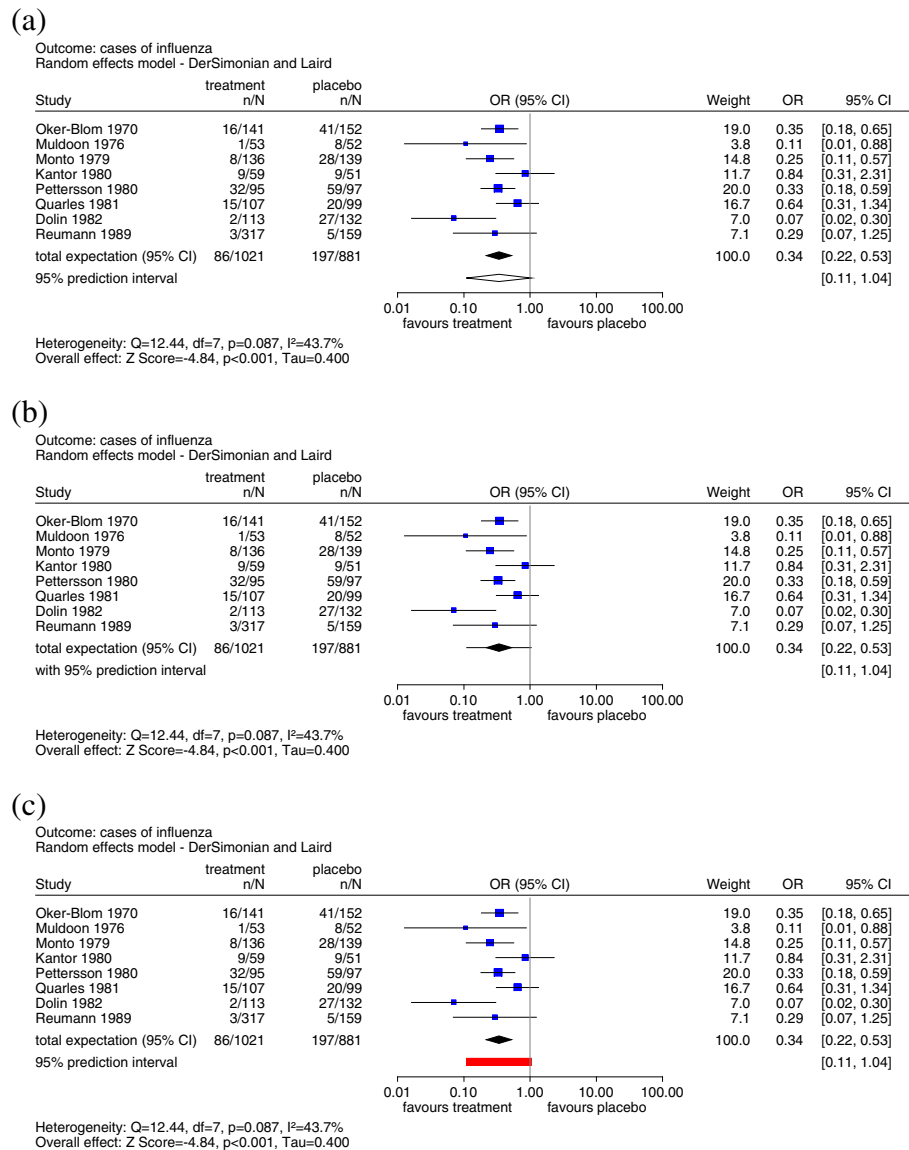 (a)
Outcome: cases of influenza
Random effects model - DerSimonian and Laird
treatment placebo
Study n/N n/N OR (95% CI) Weight OR 95% CI
Oker-Blom 1970 16/141 41/152 19.0 0.35 [0.18, 0.65]
Muldoon 1976 1/53 8/52 3.8 0.11 [0.01, 0.88]
Monto 1979 8/136 28/139 14.8 0.25 [0.11, 0.57]
Kantor 1980 9/59 9/51 11.7 0.84 [0.31, 2.31]
Pettersson 1980 32/95 59/97 20.0 0.33 [0.18, 0.59]
Quarles 1981 15/107 20/99 16.7 0.64 [0.31, 1.34]
Dolin 1982 2/113 27/132 7.0 0.07 [0.02, 0.30]
Reumann 1989 3/317 5/159 7.1 0.29 [0.07, 1.25]
total expectation (95% CI) 86/1021 197/881 100.0 0.34 [0.22, 0.53]
95% prediction interval [0.11, 1.04]
0.01 0.10 1.00 10.00 100.00
favours treatment favours placebo
Heterogeneity: Q=12.44, df=7, p=0.087, I²=43.7%
Overall effect: Z Score=-4.84, p<0.001, Tau=0.400
(b)
Outcome: cases of influenza
Random effects model - DerSimonian and Laird
treatment placebo
Study n/N n/N OR (95% CI) Weight OR 95% CI
Oker-Blom 1970 16/141 41/152 19.0 0.35 [0.18, 0.65]
Muldoon 1976 1/53 8/52 3.8 0.11 [0.01, 0.88]
Monto 1979 8/136 28/139 14.8 0.25 [0.11, 0.57]
Kantor 1980 9/59 9/51 11.7 0.84 [0.31, 2.31]
Pettersson 1980 32/95 59/97 20.0 0.33 [0.18, 0.59]
Quarles 1981 15/107 20/99 16.7 0.64 [0.31, 1.34]
Dolin 1982 2/113 27/132 7.0 0.07 [0.02, 0.30]
Reumann 1989 3/317 5/159 7.1 0.29 [0.07, 1.25]
total expectation (95% CI) 86/1021 197/881 100.0 0.34 [0.22, 0.53]
with 95% prediction interval [0.11, 1.04]
0.01 0.10 1.00 10.00 100.00
favours treatment favours placebo
Heterogeneity: Q=12.44, df=7, p=0.087, I²=43.7%
Overall effect: Z Score=-4.84, p<0.001, Tau=0.400
(c)
Outcome: cases of influenza
Random effects model - DerSimonian and Laird
treatment placebo
Study n/N n/N OR (95% CI) Weight OR 95% CI
Oker-Blom 1970 16/141 41/152 19.0 0.35 [0.18, 0.65]
Muldoon 1976 1/53 8/52 3.8 0.11 [0.01, 0.88]
Monto 1979 8/136 28/139 14.8 0.25 [0.11, 0.57]
Kantor 1980 9/59 9/51 11.7 0.84 [0.31, 2.31]
Pettersson 1980 32/95 59/97 20.0 0.33 [0.18, 0.59]
Quarles 1981 15/107 20/99 16.7 0.64 [0.31, 1.34]
Dolin 1982 2/113 27/132 7.0 0.07 [0.02, 0.30]
Reumann 1989 3/317 5/159 7.1 0.29 [0.07, 1.25]
total expectation (95% CI) 86/1021 197/881 100.0 0.34 [0.22, 0.53]
95% prediction interval [0.11, 1.04]
0.01 0.10 1.00 10.00 100.00
favours treatment favours placebo
Heterogeneity: Q=12.44, df=7, p=0.087, I²=43.7%
Overall effect: Z Score=-4.84, p<0.001, Tau=0.400